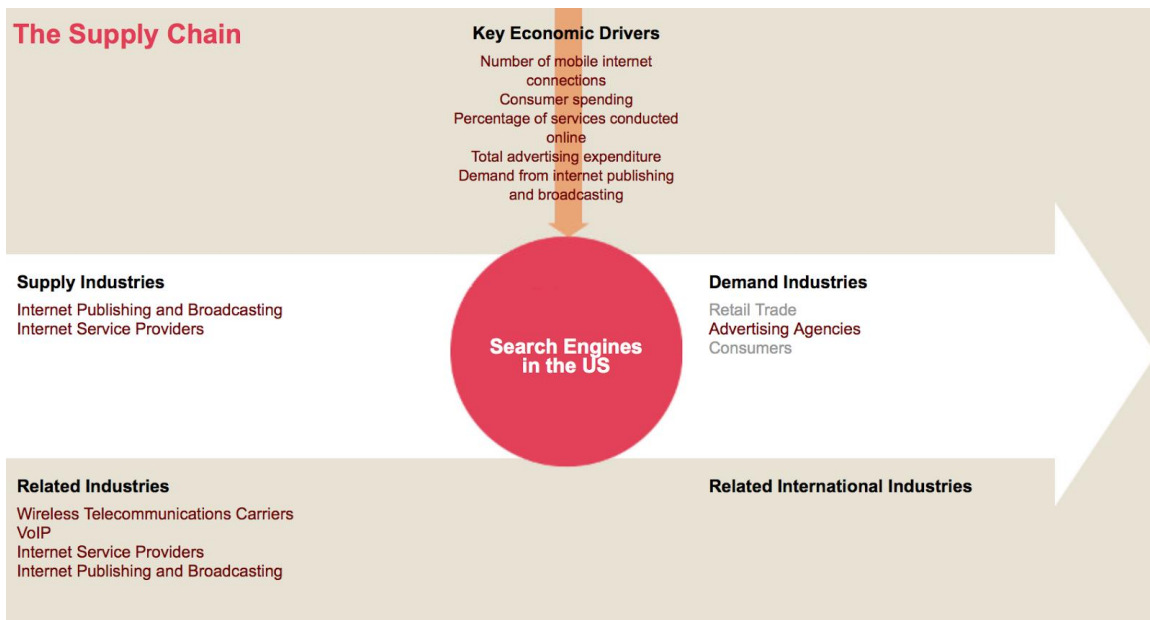 The Supply Chain
Key Economic Drivers
Number of mobile internet
connections
Consumer spending
Percentage of services conducted
online
Total advertising expenditure
Demand from internet publishing
and broadcasting
Supply Industries
Internet Publishing and Broadcasting
Internet Service Providers
Search Engines
in the US
Demand Industries
Retail Trade
Advertising Agencies
Consumers
Related Industries
Wireless Telecommunications Carriers
VoIP
Internet Service Providers
Internet Publishing and Broadcasting
Related International Industries